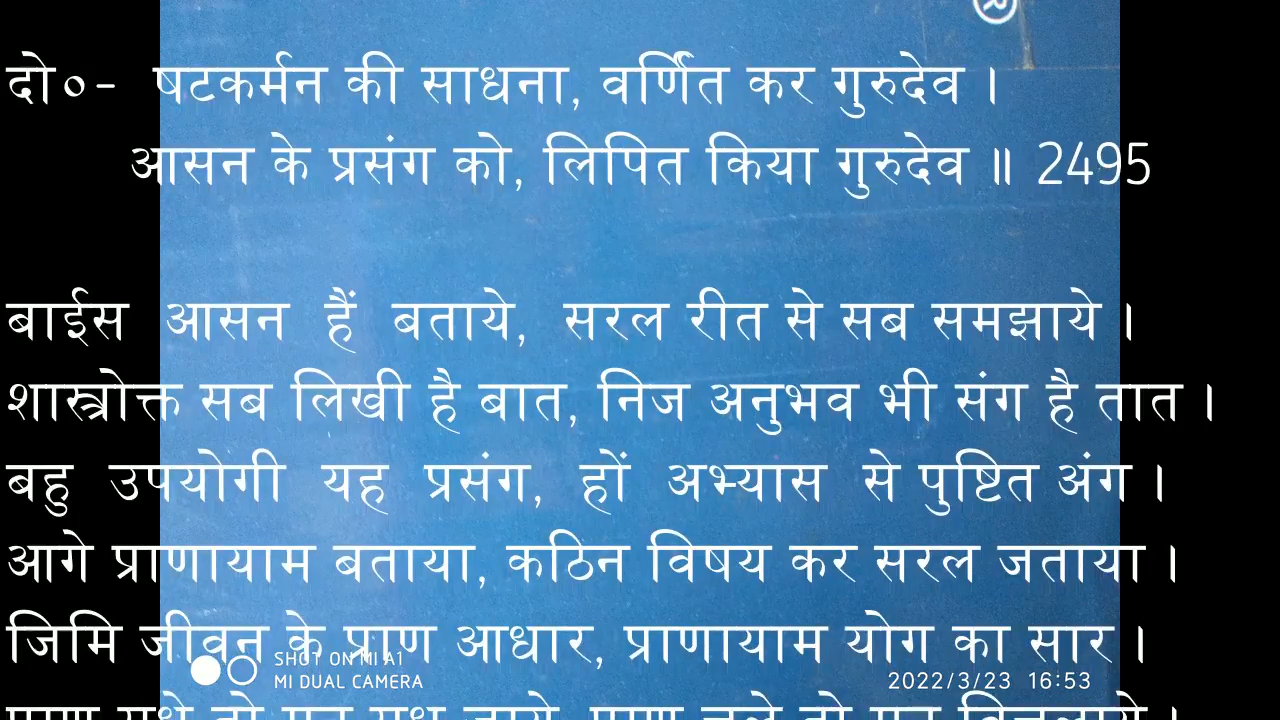 दो०- षटकर्मन की साधना, वर्णित कर गुरुदेव ।
आसन के प्रसंग को, लिपित किया गुरुदेव ॥ 2495
बाईस आसन हैं बताये, सरल रीत से सब समझाये ।
शास्त्रोक्त सब लिखी है बात, निज अनुभव भी संग है तात ।
बहु उपयोगी यह प्रसंग, हों अभ्यास से पुष्टित अंग ।
आगे प्राणायाम बताया, कठिन विषय कर सरल जताया ।
जिमि जीवन के प्राण आधार, प्राणायाम योग का सार ।
SHOT ON MI A1
MI DUAL CAMERA
2022/3/23 16:53